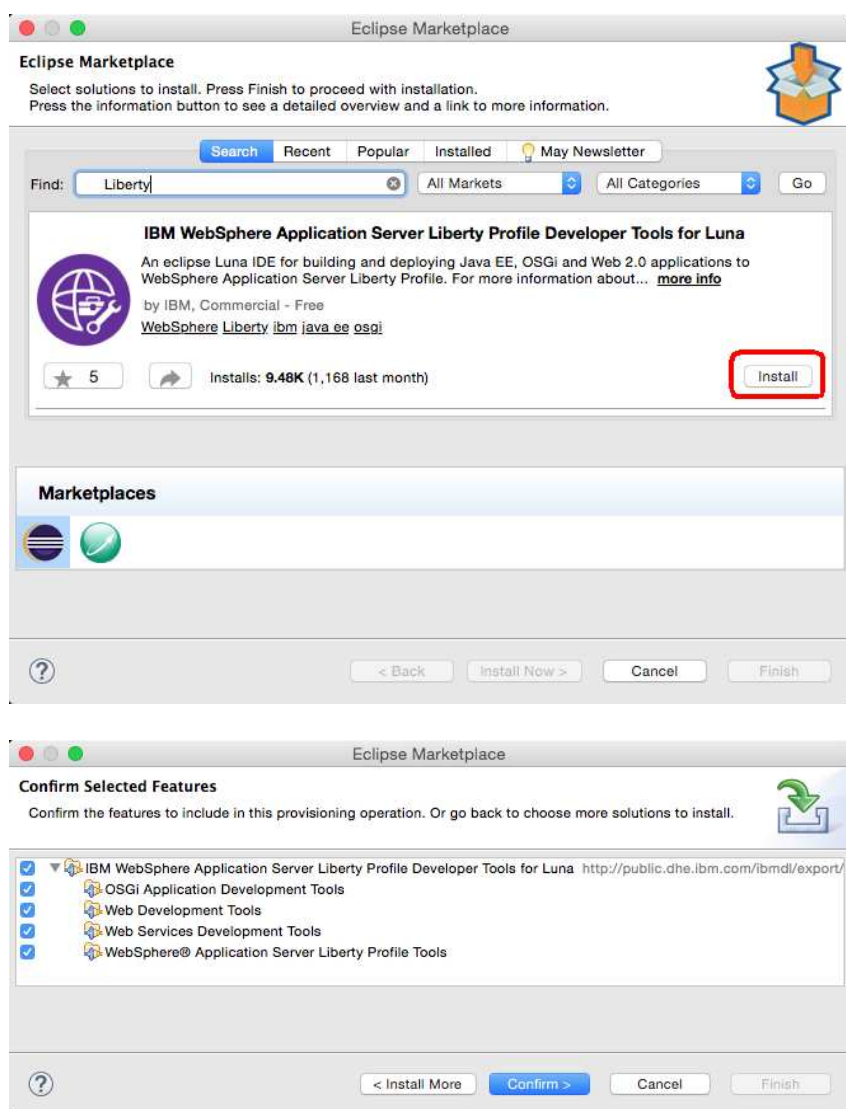 Eclipse Marketplace
Eclipse Marketplace
Select solutions to install. Press Finish to proceed with installation.
Press the information button to see a detailed overview and a link to more information.
Search Recent Popular Installed May Newsletter
Find: Liberty All Markets All Categories Go
IBM WebSphere Application Server Liberty Profile Developer Tools for Luna
An eclipse Luna IDE for building and deploying Java EE, OSGi and Web 2.0 applications to
WebSphere Application Server Liberty Profile. For more information about... more info
by IBM, Commercial - Free
WebSphere Liberty ibm java ee osgi
5 Installs: 9.48K (1,168 last month) Install
Marketplaces
? < Back Install Now > Cancel Finish
Eclipse Marketplace
Confirm Selected Features
Confirm the features to include in this provisioning operation. Or go back to choose more solutions to install.
IBM WebSphere Application Server Liberty Profile Developer Tools for Luna http://public.dhe.ibm.com/ibmdl/export/
OSGi Application Development Tools
Web Development Tools
Web Services Development Tools
WebSphere® Application Server Liberty Profile Tools
? < Install More Confirm > Cancel Finish